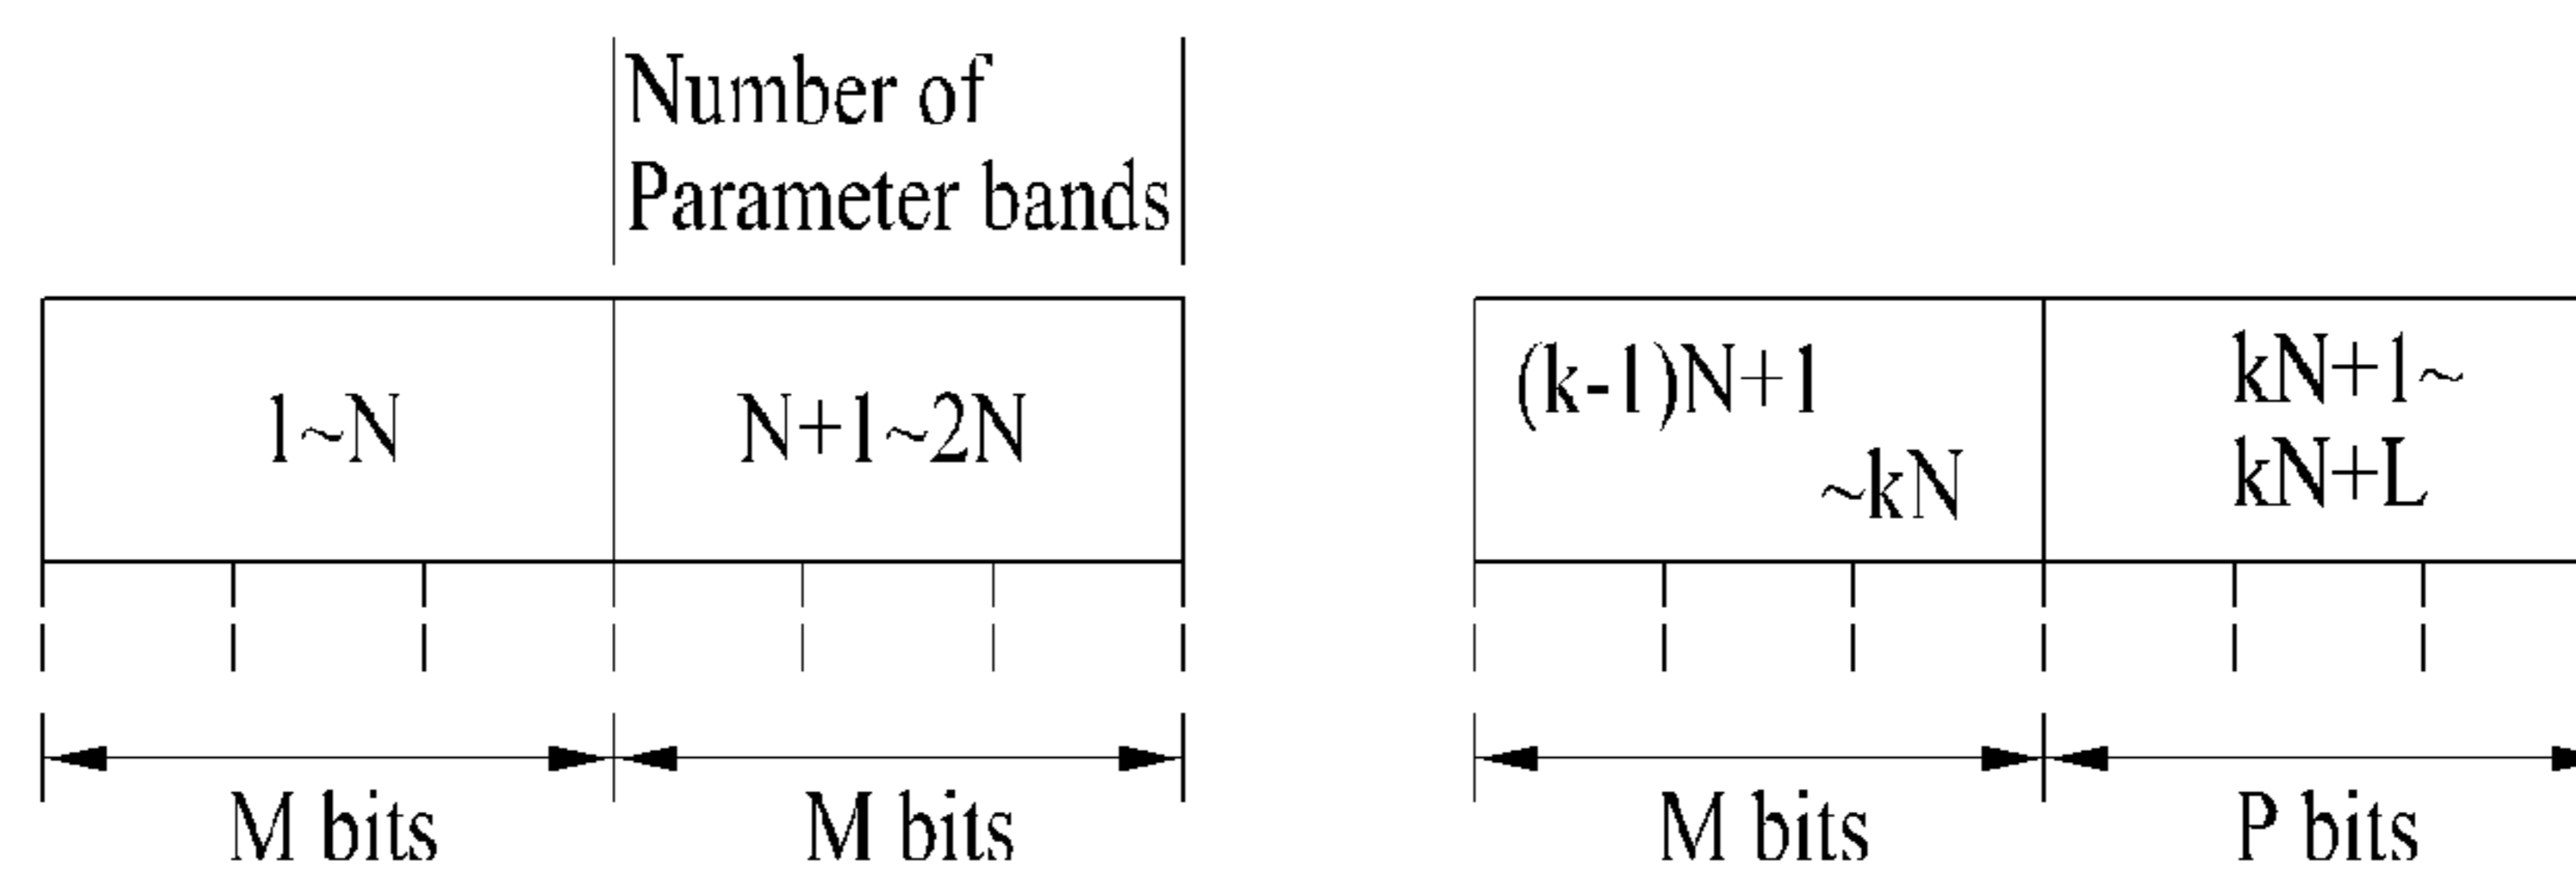 Number of
Parameter bands
1~N
N+1~2N
(k-1)N+1
~kN
kN+1~
kN+L
M bits
M bits
M bits
P bits